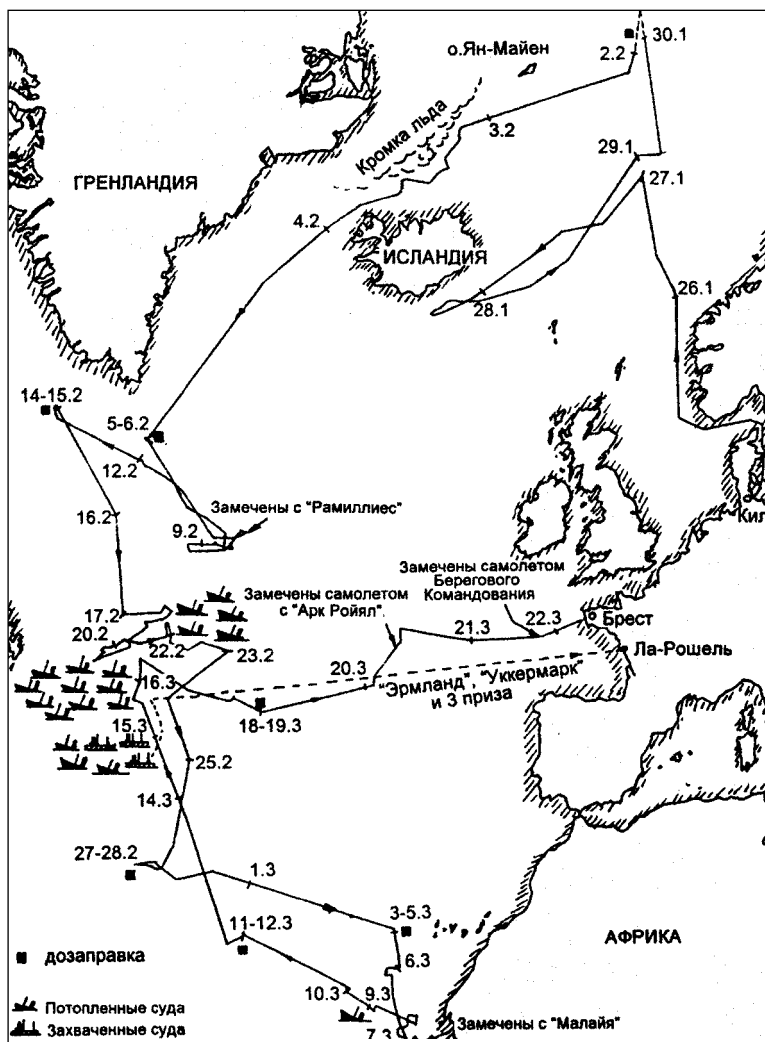 о.Ян-Майен
30.1
2.2
Кромка льда
3.2
29.1
27.1
ГРЕНЛАНДИЯ
4.2
ИСЛАНДИЯ
28.1
26.1
14-15.2
5-6.2
12.2
16.2
9.2
Замечены с "Рамиллиес"
Кил
Замечены самолетом
Берегового
Командования
Замечены самолетом
с "Арк Ройял"
17.2
20.2
22.2
23.2
21.3
22.3
Брест
Ла-Рошель
16.3
20.3
"Эрмланд", "Уккермарк"
и 3 приза
18-19.3
15.3
25.2
14.3
27-28.2
1.3
3-5.3
11-12.3
6.3
АФРИКА
дозаправка
10.3
9.3
7.3
Замечены с "Малайя"
Потопленные суда
Захваченные суда